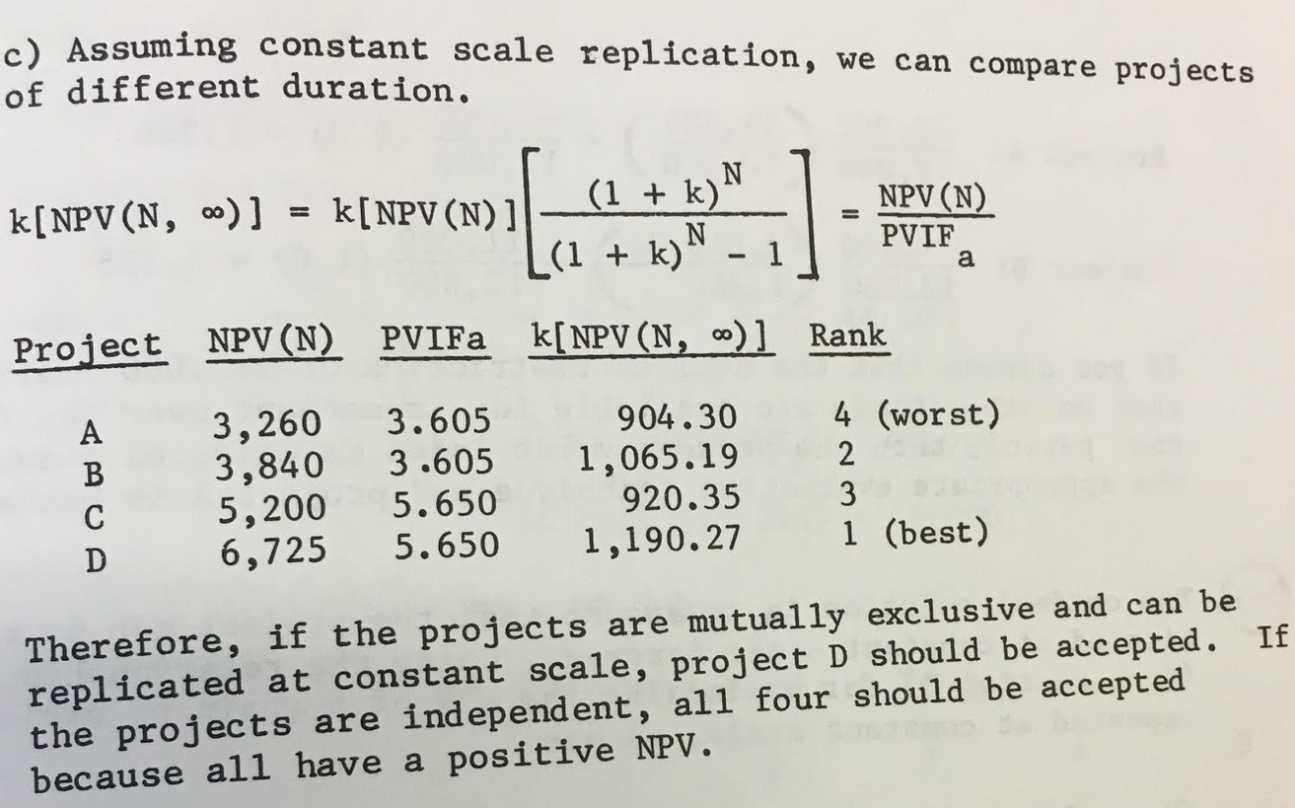 c) Assuming constant scale replication, we can compare projects
of different duration.
k[NPV(N, ∞)] = k[NPV(N)] [ (1 + k)^N / ((1 + k)^N - 1) ] = NPV(N) / PVIF_a
Project NPV(N) PVIFa k[NPV(N, ∞)] Rank
A 3,260 3.605 904.30 4 (worst)
B 3,840 3.605 1,065.19 2
C 5,200 5.650 920.35 3
D 6,725 5.650 1,190.27 1 (best)
Therefore, if the projects are mutually exclusive and can be
replicated at constant scale, project D should be accepted. If
the projects are independent, all four should be accepted
because all have a positive NPV.